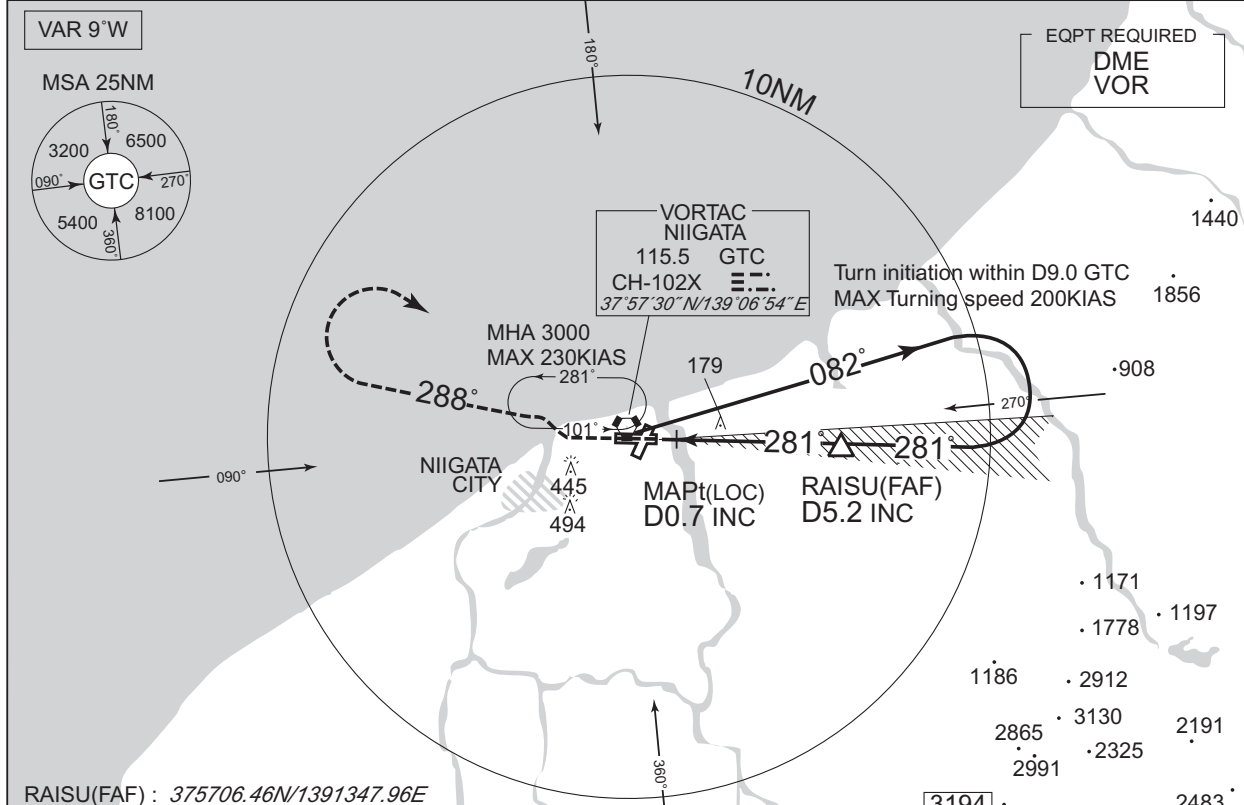 VAR 9°W
MSA 25NM
180°
3200
6500
090°
GTC
270°
5400
8100
360°
180°
10NM
EQPT REQUIRED
DME
VOR
1440
VORTAC
NIIGATA
115.5 GTC
CH-102X
37°57′30″N/139°06′54″E
Turn initiation within D9.0 GTC
MAX Turning speed 200KIAS
1856
MHA 3000
MAX 230KIAS
281°
101°
288°
179
082°
908
270°
281°
281°
090°
NIIGATA
CITY
445
494
MAPt(LOC)
D0.7 INC
RAISU(FAF)
D5.2 INC
1171
1197
1778
1186
2912
3130
2865
2191
2325
2991
360°
RAISU(FAF) : 375706.46N/1391347.96E
3194
2483